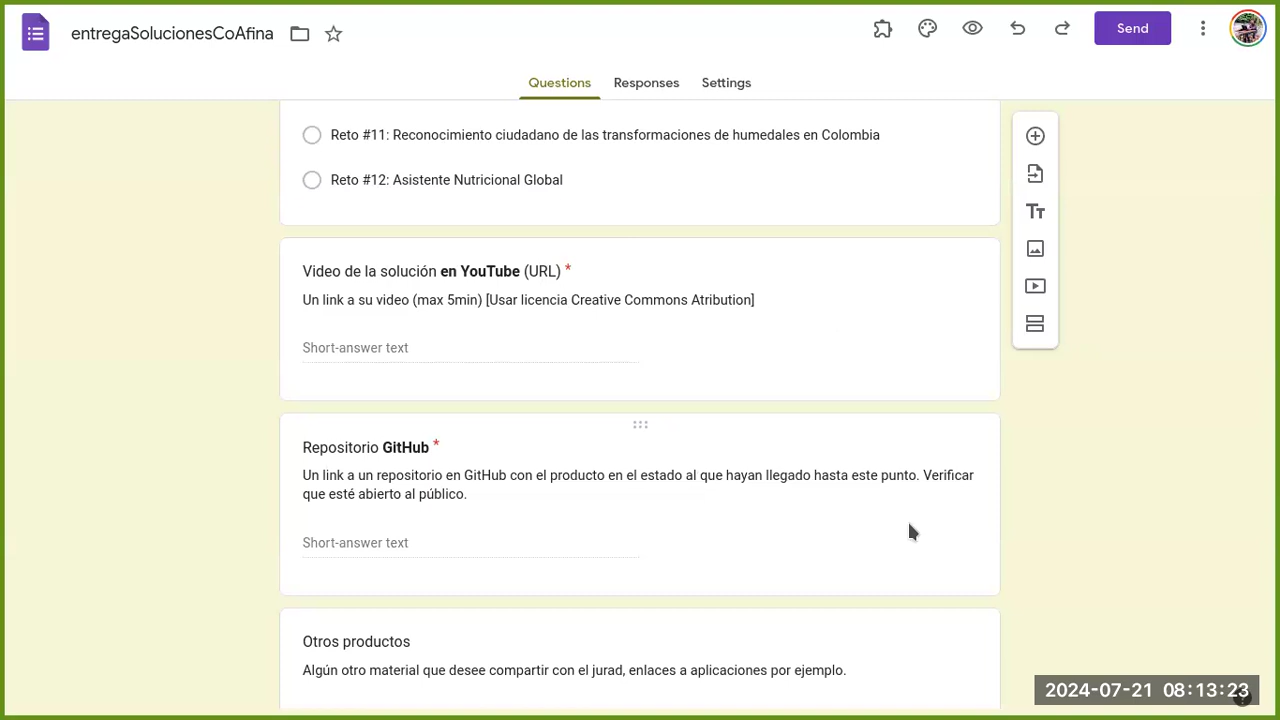 entregaSolucionesCoAfina
Send
Questions
Responses
Settings
Reto #11: Reconocimiento ciudadano de las transformaciones de humedales en Colombia
Reto #12: Asistente Nutricional Global
Video de la solución en YouTube (URL) *
Un link a su video (max 5min) [Usar licencia Creative Commons Atribution]
Short-answer text
Repositorio GitHub *
Un link a un repositorio en GitHub con el producto en el estado al que hayan llegado hasta este punto. Verificar
que esté abierto al público.
Short-answer text
Otros productos
Algún otro material que desee compartir con el jurad, enlaces a aplicaciones por ejemplo.
2024-07-21 08:13:23